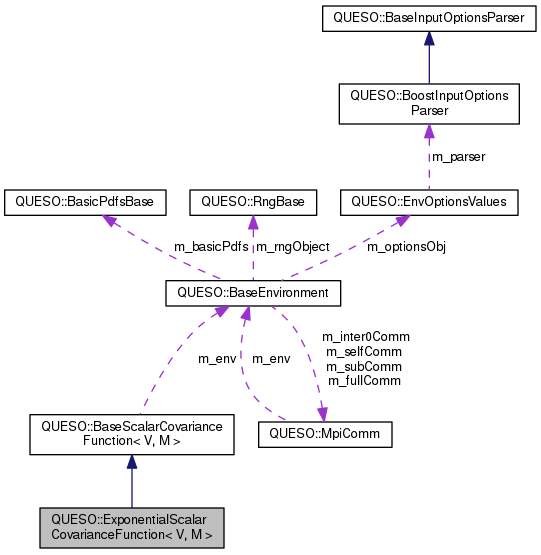 QUESO::BaseInputOptionsParser
QUESO::BoostInputOptions
Parser
m_parser
QUESO::BasicPdfsBase
QUESO::RngBase
QUESO::EnvOptionsValues
m_basicPdfs
m_rngObject
m_optionsObj
QUESO::BaseEnvironment
m_env
m_env
m_inter0Comm
m_selfComm
m_subComm
m_fullComm
QUESO::BaseScalarCovariance
Function< V, M >
QUESO::MpiComm
QUESO::ExponentialScalar
CovarianceFunction< V, M >